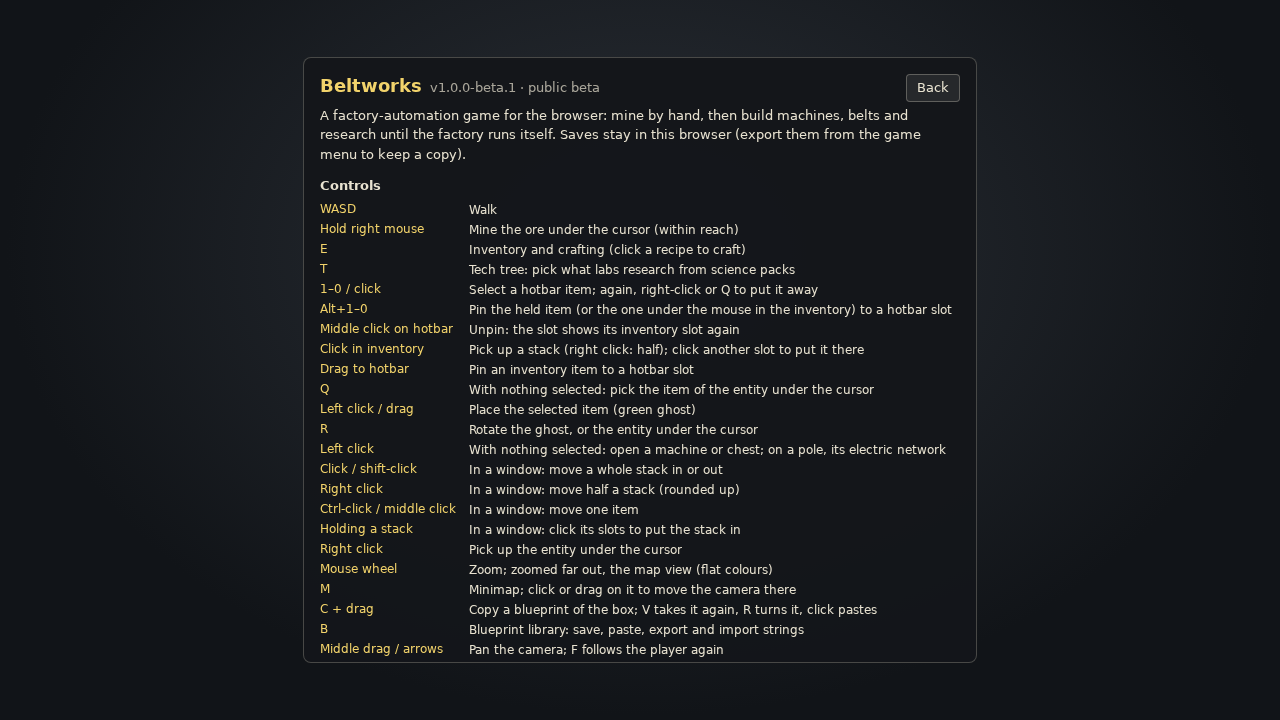 Beltworks v1.0.0-beta.1 · public beta
Back
A factory-automation game for the browser: mine by hand, then build machines, belts and
research until the factory runs itself. Saves stay in this browser (export them from the game
menu to keep a copy).
Controls
WASD Walk
Hold right mouse Mine the ore under the cursor (within reach)
E Inventory and crafting (click a recipe to craft)
T Tech tree: pick what labs research from science packs
1–0 / click Select a hotbar item; again, right-click or Q to put it away
Alt+1–0 Pin the held item (or the one under the mouse in the inventory) to a hotbar slot
Middle click on hotbar Unpin: the slot shows its inventory slot again
Click in inventory Pick up a stack (right click: half); click another slot to put it there
Drag to hotbar Pin an inventory item to a hotbar slot
Q With nothing selected: pick the item of the entity under the cursor
Left click / drag Place the selected item (green ghost)
R Rotate the ghost, or the entity under the cursor
Left click With nothing selected: open a machine or chest; on a pole, its electric network
Click / shift-click In a window: move a whole stack in or out
Right click In a window: move half a stack (rounded up)
Ctrl-click / middle click In a window: move one item
Holding a stack In a window: click its slots to put the stack in
Right click Pick up the entity under the cursor
Mouse wheel Zoom; zoomed far out, the map view (flat colours)
M Minimap; click or drag on it to move the camera there
C + drag Copy a blueprint of the box; V takes it again, R turns it, click pastes
B Blueprint library: save, paste, export and import strings
Middle drag / arrows Pan the camera; F follows the player again